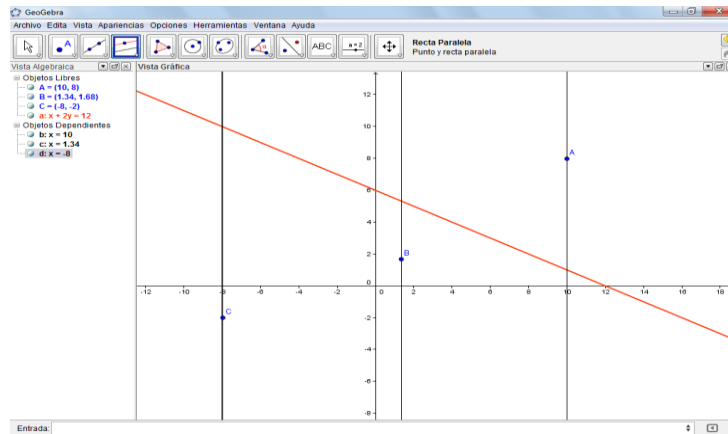 GeoGebra
Archivo Edita Vista Apariencias Opciones Herramientas Ventana Ayuda
A
ABC
a = 2
Recta Paralela
Punto y recta paralela
Vista Algebraica
Vista Gráfica
Objetos Libres
A = (10, 8)
B = (1.34, 1.68)
C = (-8, -2)
a: x + 2y = 12
Objetos Dependientes
b: x = 10
c: x = 1.34
d: x = -8
12
10
8
6
4
2
0
-2
-4
-6
-8
-12 -10 -8 -6 -4 -2 0 2 4 6 8 10 12 14 16 18
A
B
C
Entrada: